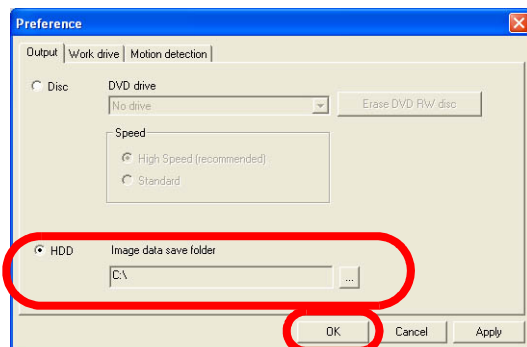 Preference
Output Work drive Motion detection
Disc DVD drive
No drive Erase DVD RW disc
Speed
High Speed (recommended)
Standard
HDD Image data save folder
C:\ ...
OK Cancel Apply